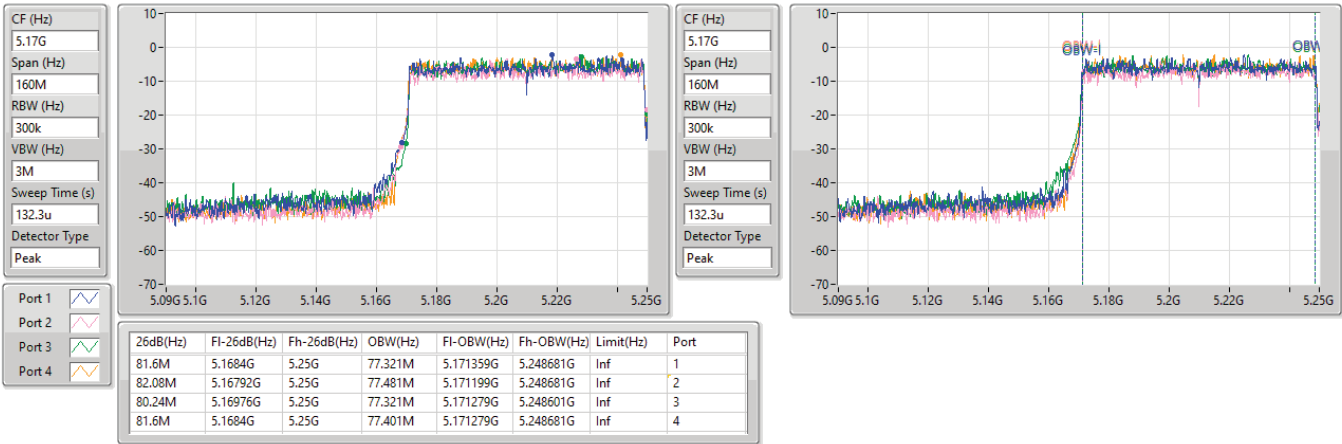 CF (Hz)
5.17G
Span (Hz)
160M
RBW (Hz)
300k
VBW (Hz)
3M
Sweep Time (s)
132.3u
Detector Type
Peak
10
0
-10
-20
-30
-40
-50
-60
-70
5.09G 5.1G 5.12G 5.14G 5.16G 5.18G 5.2G 5.22G 5.25G
CF (Hz)
5.17G
Span (Hz)
160M
RBW (Hz)
300k
VBW (Hz)
3M
Sweep Time (s)
132.3u
Detector Type
Peak
10
0
-10
-20
-30
-40
-50
-60
-70
OBW-l OBW
5.09G 5.1G 5.12G 5.14G 5.16G 5.18G 5.2G 5.22G 5.25G
Port 1
Port 2
Port 3
Port 4
26dB(Hz) Fl-26dB(Hz) Fh-26dB(Hz) OBW(Hz) Fl-OBW(Hz) Fh-OBW(Hz) Limit(Hz) Port
81.6M 5.1684G 5.25G 77.321M 5.171359G 5.248681G Inf 1
82.08M 5.16792G 5.25G 77.481M 5.171199G 5.248681G Inf 2
80.24M 5.16976G 5.25G 77.321M 5.171279G 5.248601G Inf 3
81.6M 5.1684G 5.25G 77.401M 5.171279G 5.248681G Inf 4